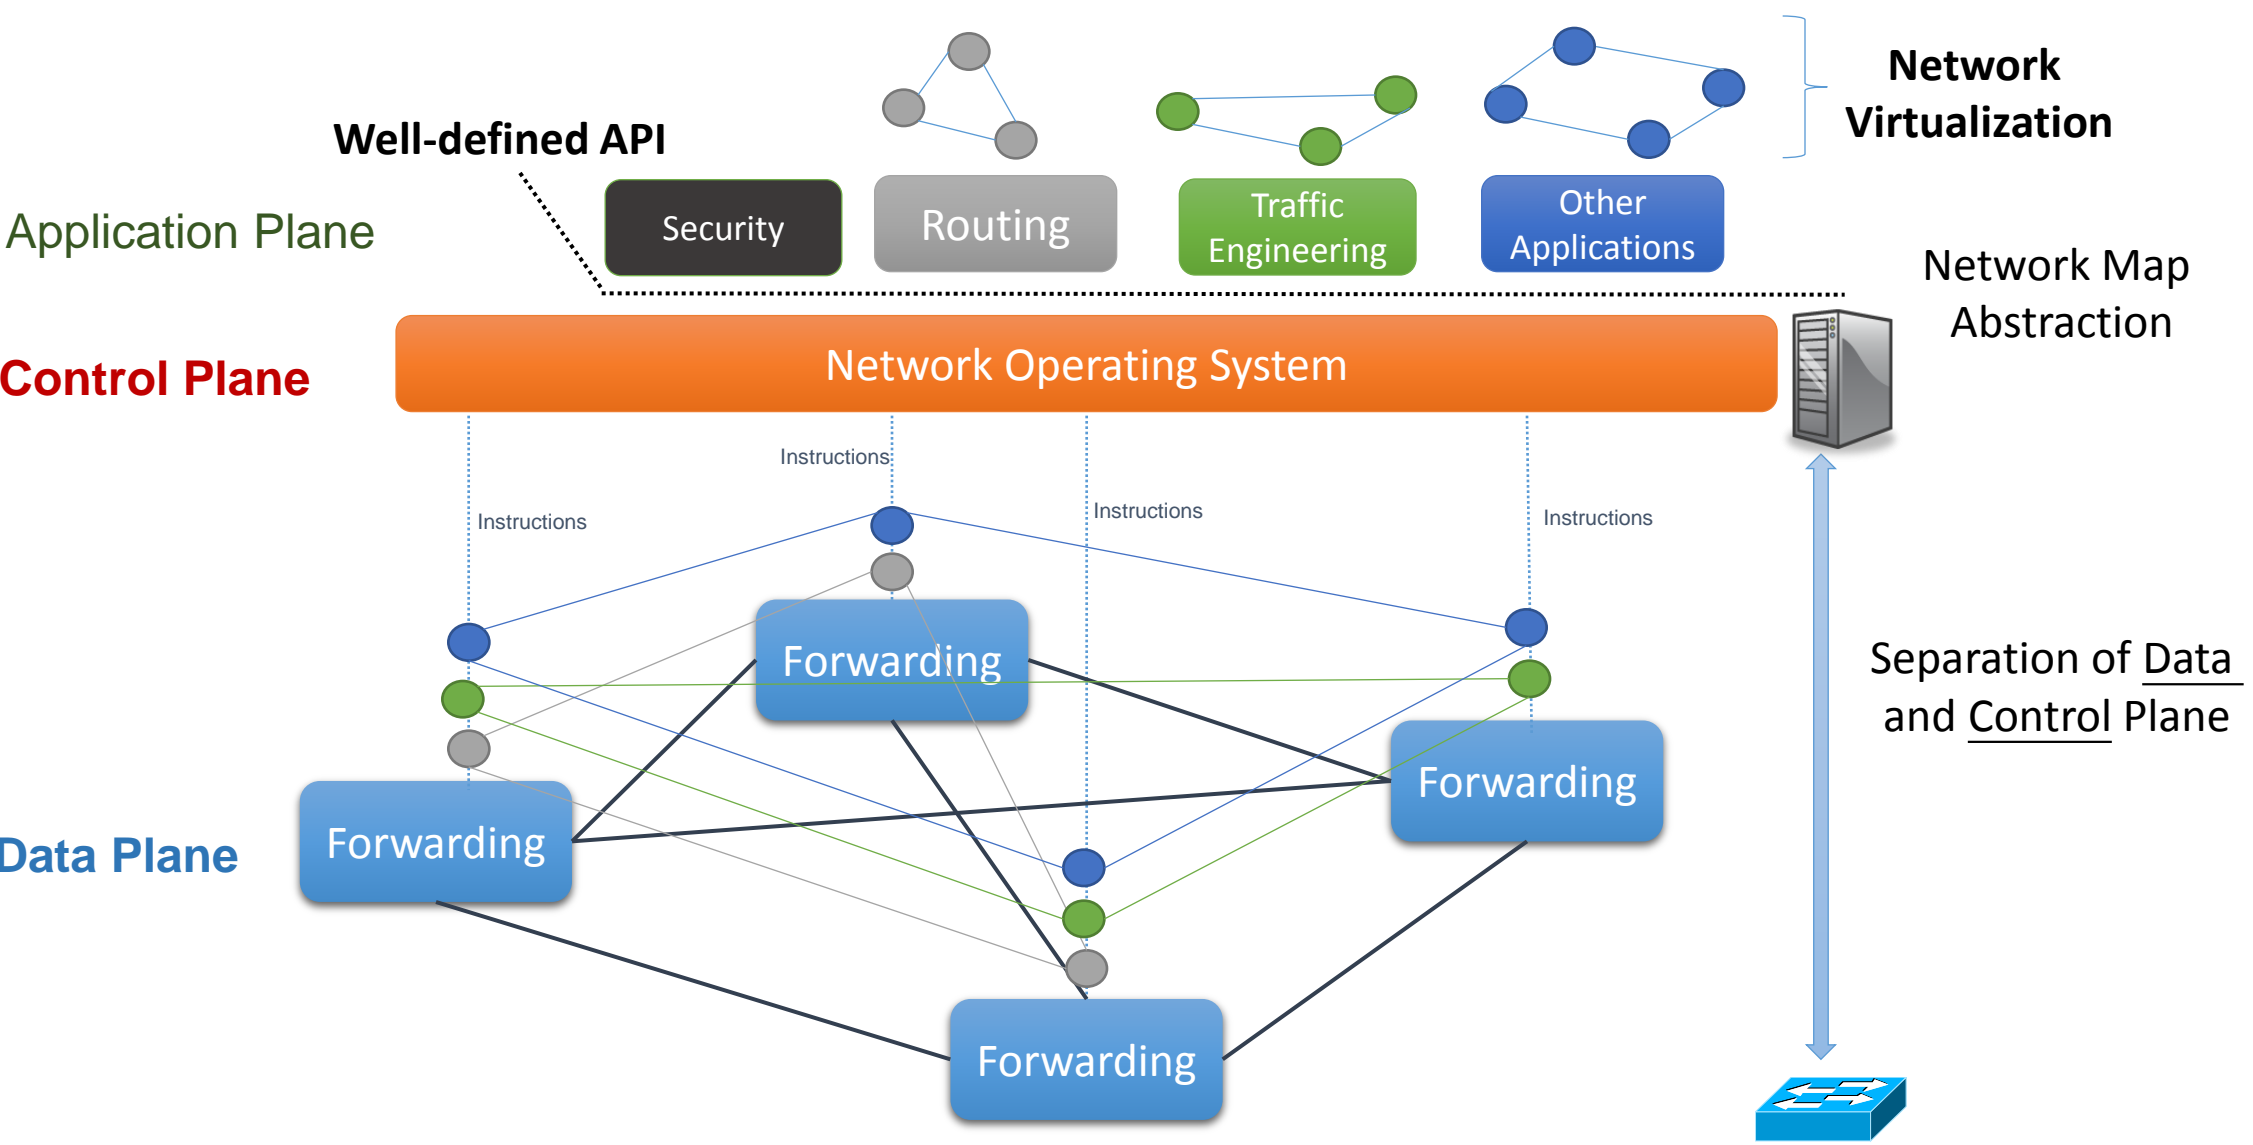 Network
Virtualization
Well-defined API
Application Plane
Security
Routing
Traffic
Engineering
Other
Applications
Network Map
Abstraction
Control Plane
Network Operating System
Instructions
Instructions
Instructions
Instructions
Forwarding
Separation of Data
and Control Plane
Forwarding
Data Plane
Forwarding
Forwarding